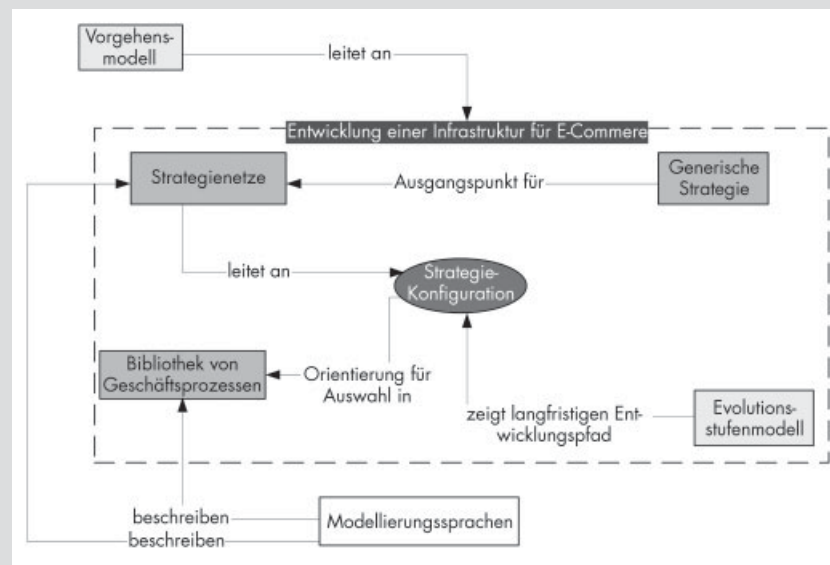 Vorgehens-
modell
leitet an
Entwicklung einer Infrastruktur für E-Commere
Strategienetze
Ausgangspunkt für
Generische
Strategie
leitet an
Strategie-
Konfiguration
Bibliothek von
Geschäftsprozessen
Orientierung für
Auswahl in
zeigt langfristigen Ent-
wicklungspfad
Evolutions-
stufenmodell
beschreiben
beschreiben
Modellierungssprachen